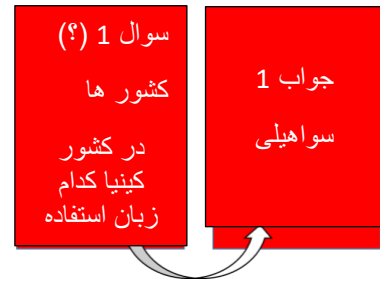 سوال 1 (؟)
کشور ها
در کشور
کینیا کدام
زبان استفاده
جواب 1
سواهیلی